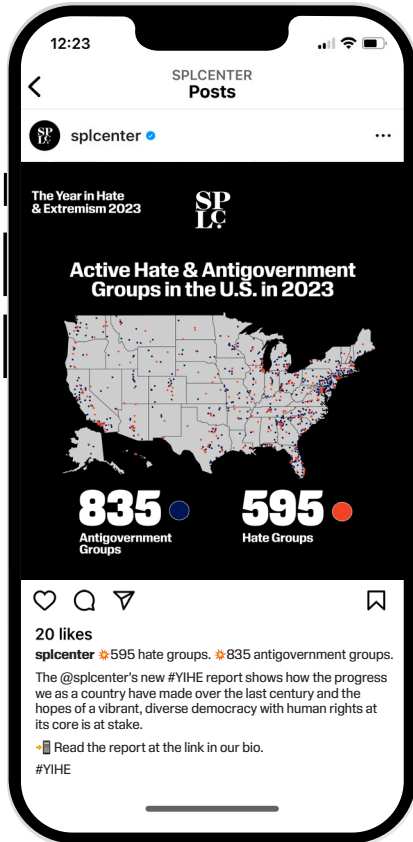 12:23
SPLCENTER
Posts
SP
Lc.
splcenter
The Year in Hate
& Extremism 2023
SP
Lc.
Active Hate & Antigovernment
Groups in the U.S. in 2023
835
595
Antigovernment
Groups
Hate Groups
20 likes
splcenter 💥595 hate groups. 💥835 antigovernment groups.
The @splcenter's new #YIHE report shows how the progress
we as a country have made over the last century and the
hopes of a vibrant, diverse democracy with human rights at
its core is at stake.
📲 Read the report at the link in our bio.
#YIHE